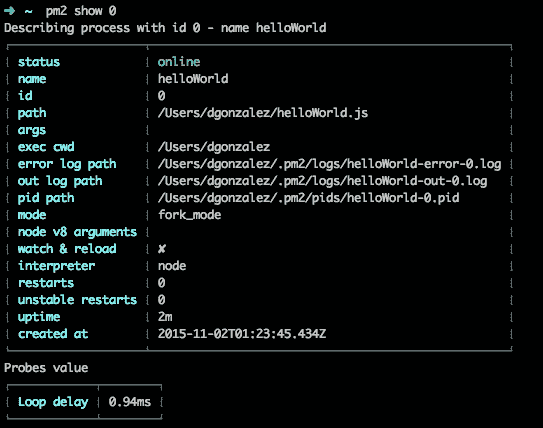 ➜ ~ pm2 show 0
Describing process with id 0 - name helloWorld
status online
name helloWorld
id 0
path /Users/dgonzalez/helloWorld.js
args
exec cwd /Users/dgonzalez
error log path /Users/dgonzalez/.pm2/logs/helloWorld-error-0.log
out log path /Users/dgonzalez/.pm2/logs/helloWorld-out-0.log
pid path /Users/dgonzalez/.pm2/pids/helloWorld-0.pid
mode fork_mode
node v8 arguments
watch & reload ✘
interpreter node
restarts 0
unstable restarts 0
uptime 2m
created at 2015-11-02T01:23:45.434Z
Probes value
Loop delay 0.94ms